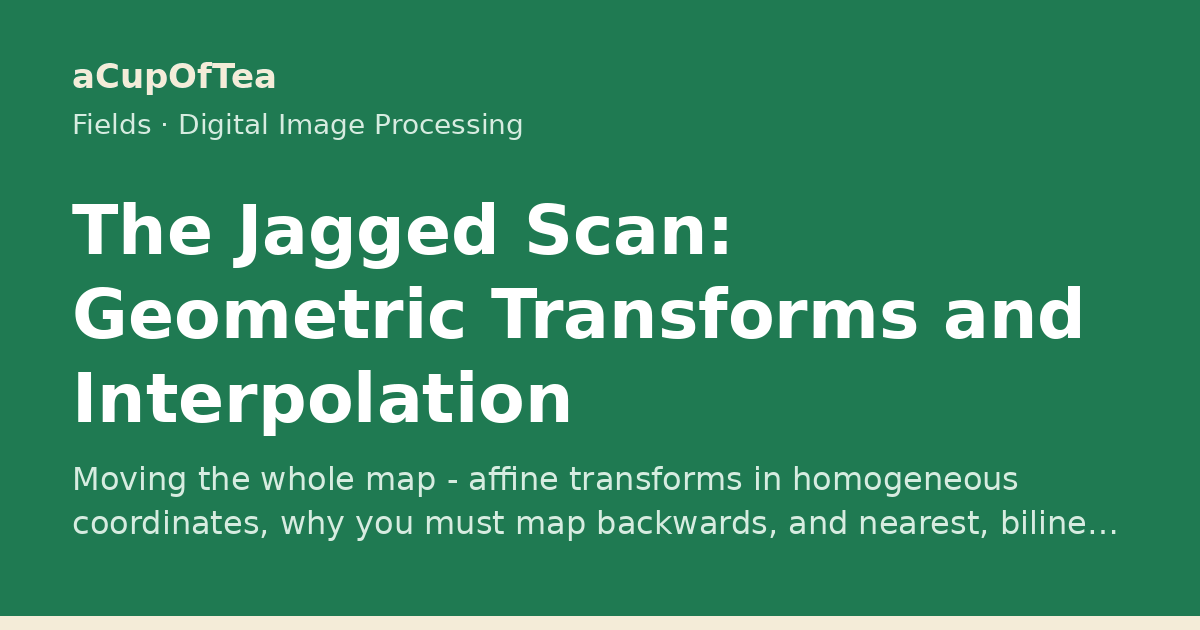 aCupOfTea
Fields · Digital Image Processing
The Jagged Scan:
Geometric Transforms and
Interpolation
Moving the whole map - affine transforms in homogeneous
coordinates, why you must map backwards, and nearest, biline…